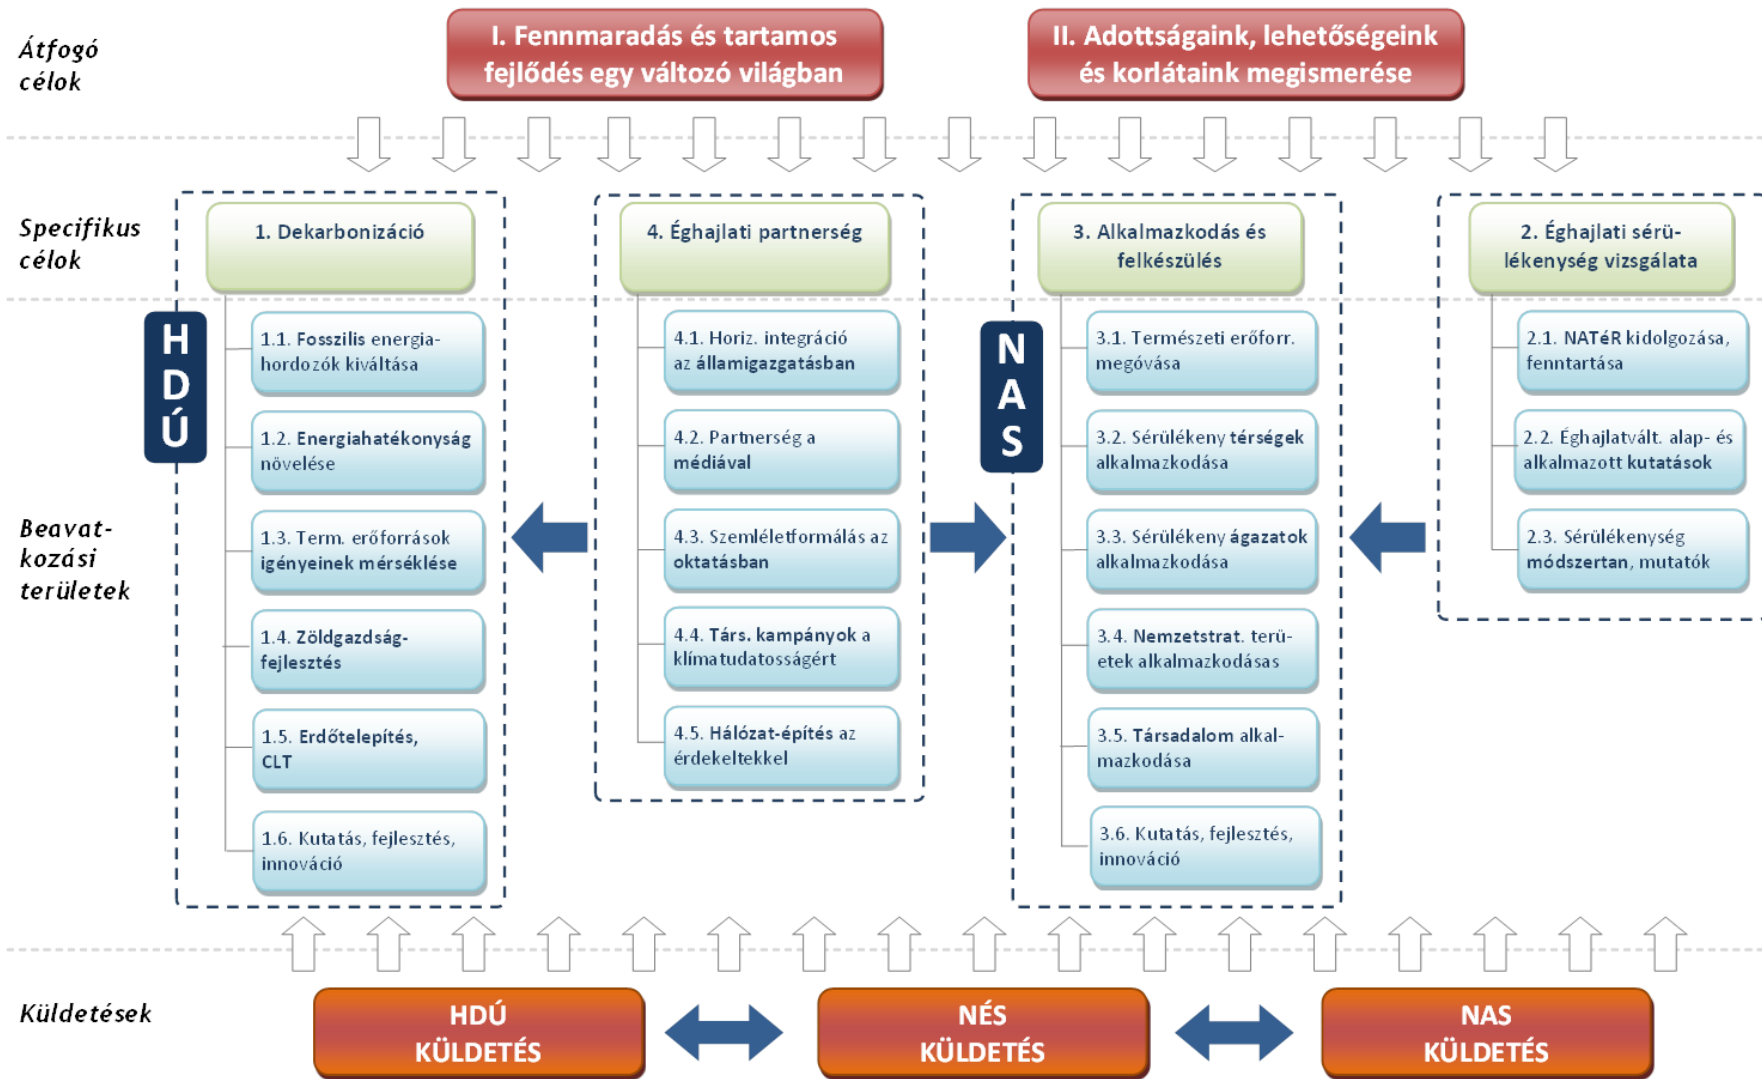 Átfogó
célok
I. Fennmaradás és tartamos
fejlődés egy változó világban
II. Adottságaink, lehetőségeink
és korlátaink megismerése
Specifikus
célok
1. Dekarbonizáció
4. Éghajlati partnerség
3. Alkalmazkodás és
felkészülés
2. Éghajlati sérü-
lékenység vizsgálata
Beavat-
kozási
területek
H
D
Ú
1.1. Fosszilis energia-
hordozók kiváltása
1.2. Energiahatékonyság
növelése
1.3. Term. erőforrások
igényeinek mérséklése
1.4. Zöldgazdság-
fejlesztés
1.5. Erdőtelepítés,
CLT
1.6. Kutatás, fejlesztés,
innováció
4.1. Horiz. integráció
az államigazgatásban
4.2. Partnerség a
médiával
4.3. Szemléletformálás az
oktatásban
4.4. Társ. kampányok a
klímatudatosságért
4.5. Hálózat-építés az
érdekeltekkel
N
A
S
3.1. Természeti erőforr.
megóvása
3.2. Sérülékeny térségek
alkalmazkodása
3.3. Sérülékeny ágazatok
alkalmazkodása
3.4. Nemzetstrat. terü-
etek alkalmazkodásas
3.5. Társadalom alkal-
mazkodása
3.6. Kutatás, fejlesztés,
innováció
2.1. NATéR kidolgozása,
fenntartása
2.2. Éghajlatvált. alap- és
alkalmazott kutatások
2.3. Sérülékenység
módszertan, mutatók
Küldetések
HDÚ
KÜLDETÉS
NÉS
KÜLDETÉS
NAS
KÜLDETÉS